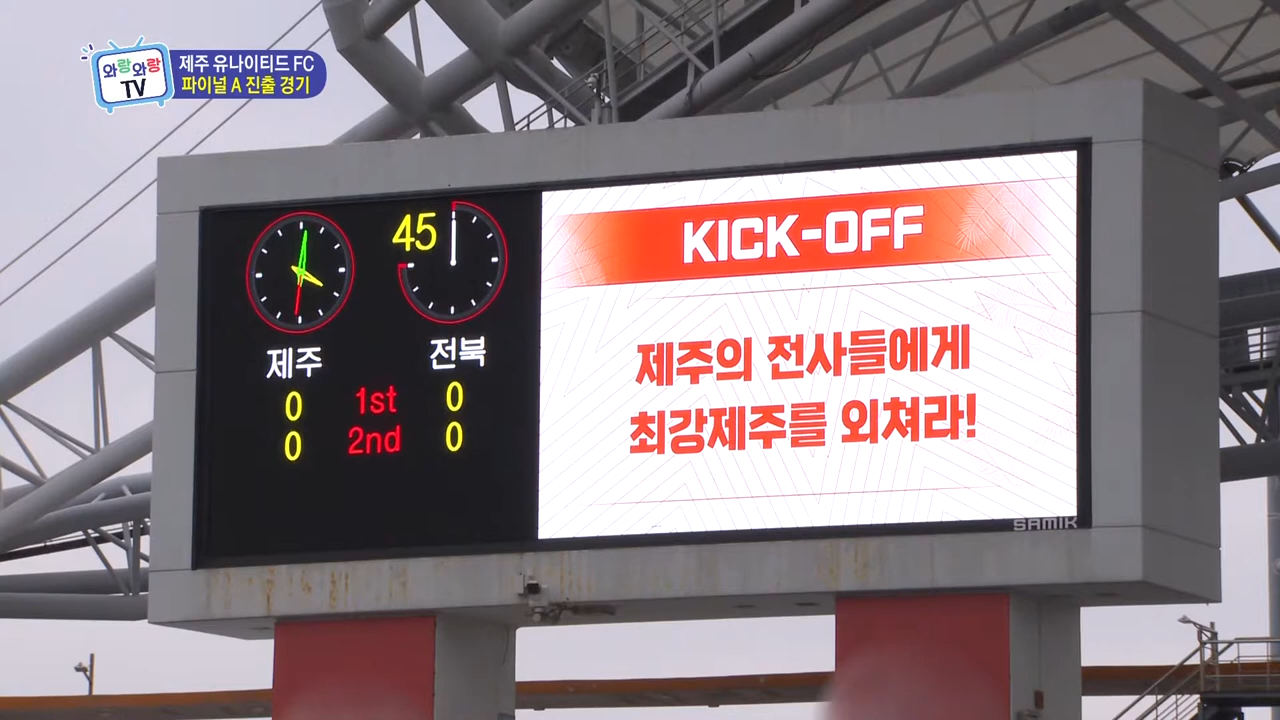 와랑와랑
TV
제주 유나이티드 FC
파이널 A 진출 경기
45
제주 전북
0 1st 0
0 2nd 0
KICK-OFF
제주의 전사들에게
최강제주를 외쳐라!
SAMIK